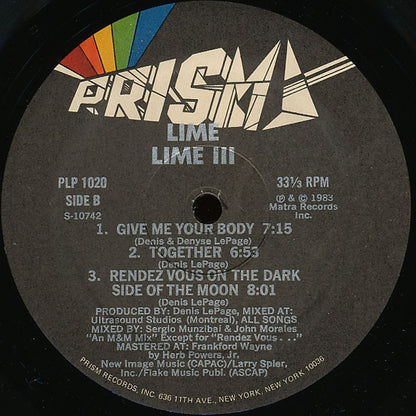 PRISM
LIME
LIME III
PLP 1020
SIDE B
S-10742
33⅓ RPM
℗ & © 1983
Matra Records
Inc.
1. GIVE ME YOUR BODY 7:15
(Denis & Denyse LePage)
2. TOGETHER 6:53
(Denis LePage)
3. RENDEZ VOUS ON THE DARK
SIDE OF THE MOON 8:01
(Denis LePage)
PRODUCED BY: Denis LePage, MIXED AT:
Ultrasound Studios (Montreal), ALL SONGS
MIXED BY: Sergio Munzibai & John Morales
"An M&M Mix" Except for "Rendez Vous . . ."
MASTERED AT: Frankford Wayne
by Herb Powers, Jr.
New Image Music (CAPAC)/Larry Spier,
Inc./Flake Music Publ. (ASCAP)
PRISM RECORDS, INC. 636 11TH AVE., NEW YORK, NEW YORK 10036